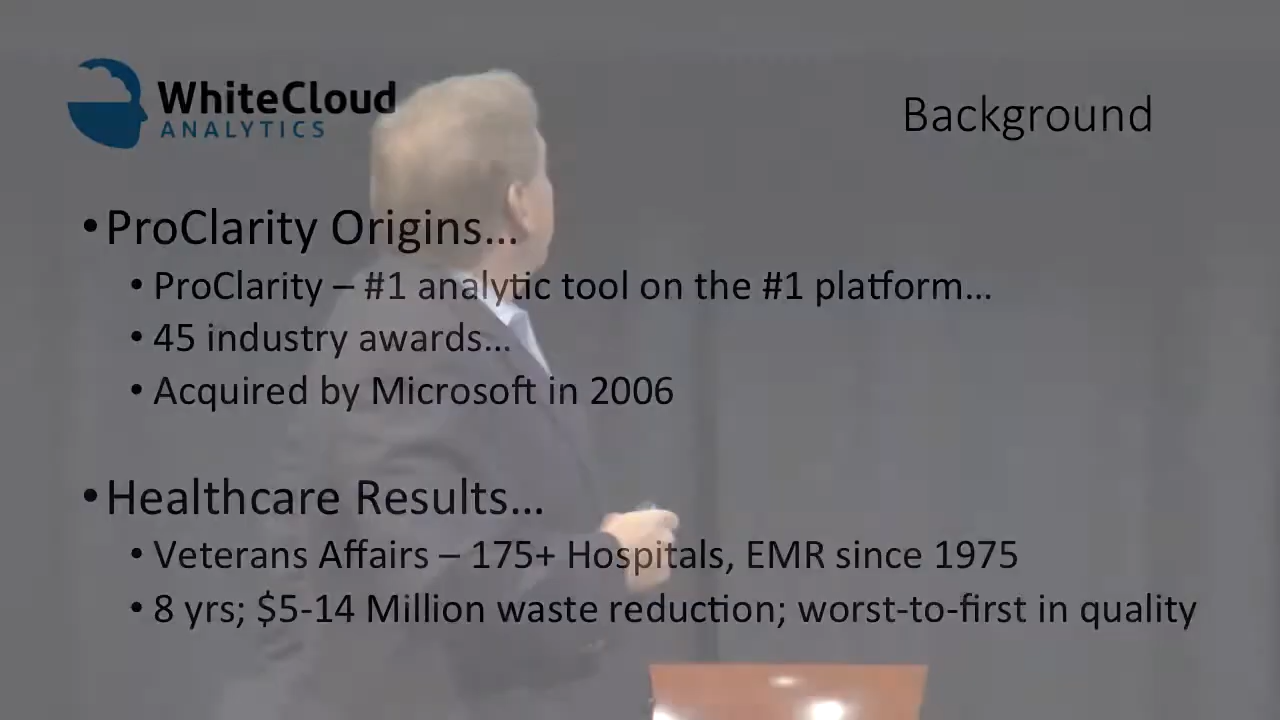 WhiteCloud
ANALYTICS
Background
•ProClarity Origins…
• ProClarity – #1 analytic tool on the #1 platform…
• 45 industry awards…
• Acquired by Microsoft in 2006
•Healthcare Results…
• Veterans Affairs – 175+ Hospitals, EMR since 1975
• 8 yrs; $5-14 Million waste reduction; worst-to-first in quality